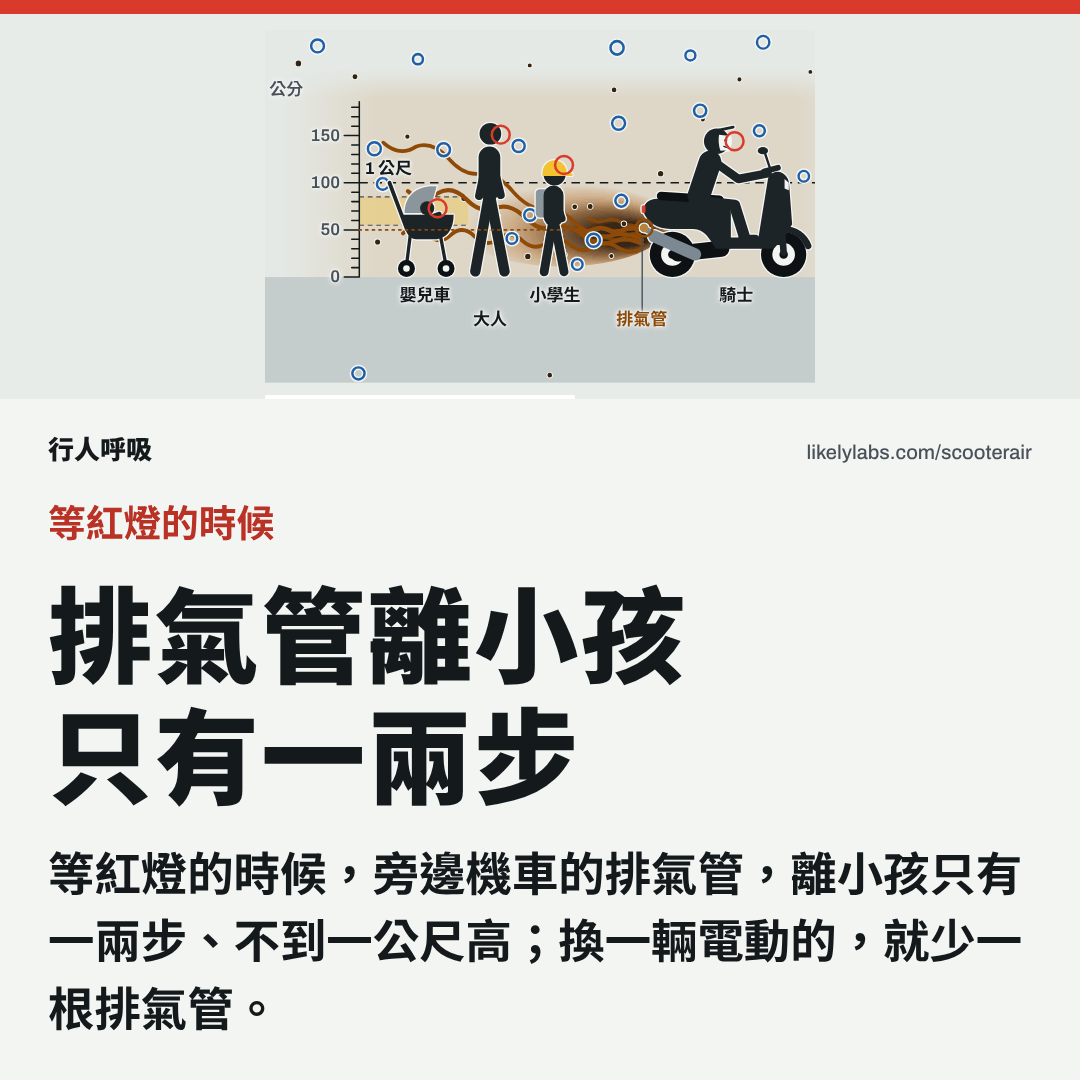 公分
150
1 公尺
100
50
0
嬰兒車
小學生
騎士
大人
排氣管
行人呼吸
likelylabs.com/scooterair
等紅燈的時候
排氣管離小孩
只有一兩步
等紅燈的時候，旁邊機車的排氣管，離小孩只有
一兩步、不到一公尺高；換一輛電動的，就少一
根排氣管。